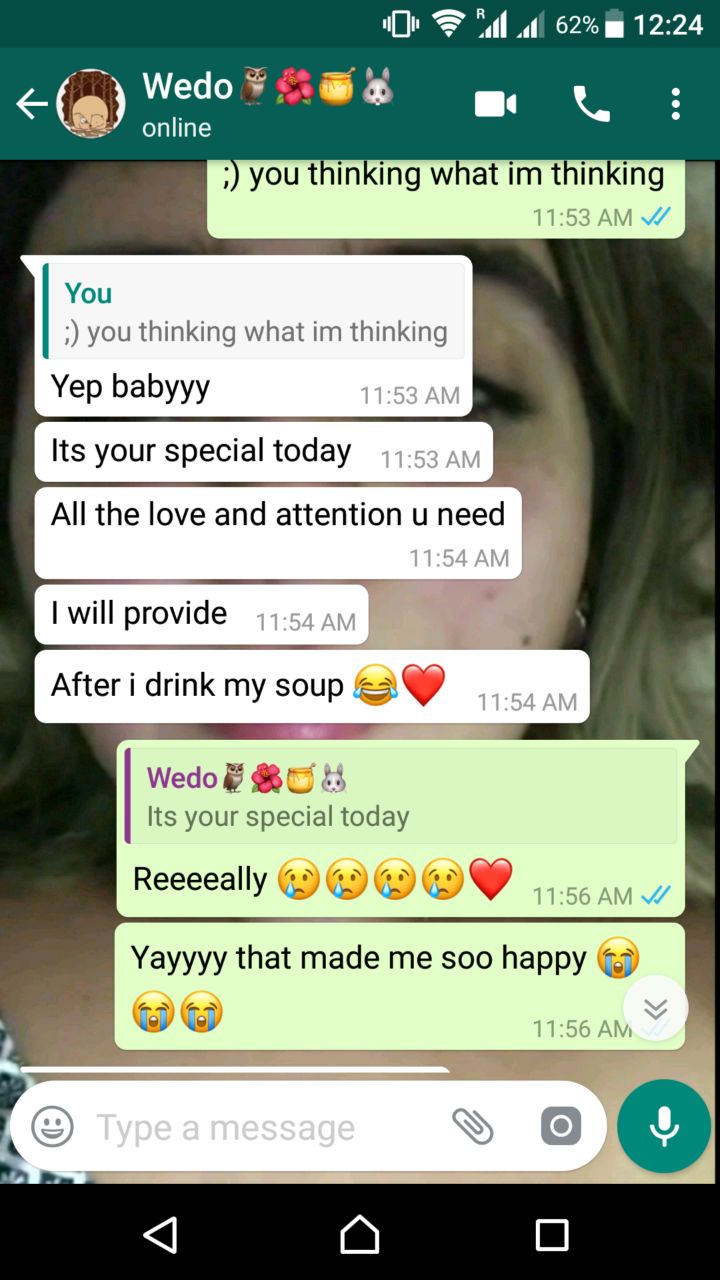 R 62% 12:24
Wedo🦉🌺🍯🐰
online
;) you thinking what im thinking
11:53 AM
You
;) you thinking what im thinking
Yep babyyy 11:53 AM
Its your special today 11:53 AM
All the love and attention u need
11:54 AM
I will provide 11:54 AM
After i drink my soup 😂❤️ 11:54 AM
Wedo🦉🌺🍯🐰
Its your special today
Reeeeally 😢😢😢😢❤️ 11:56 AM
Yayyyy that made me soo happy 😭
😭😭 11:56 AM
Type a message